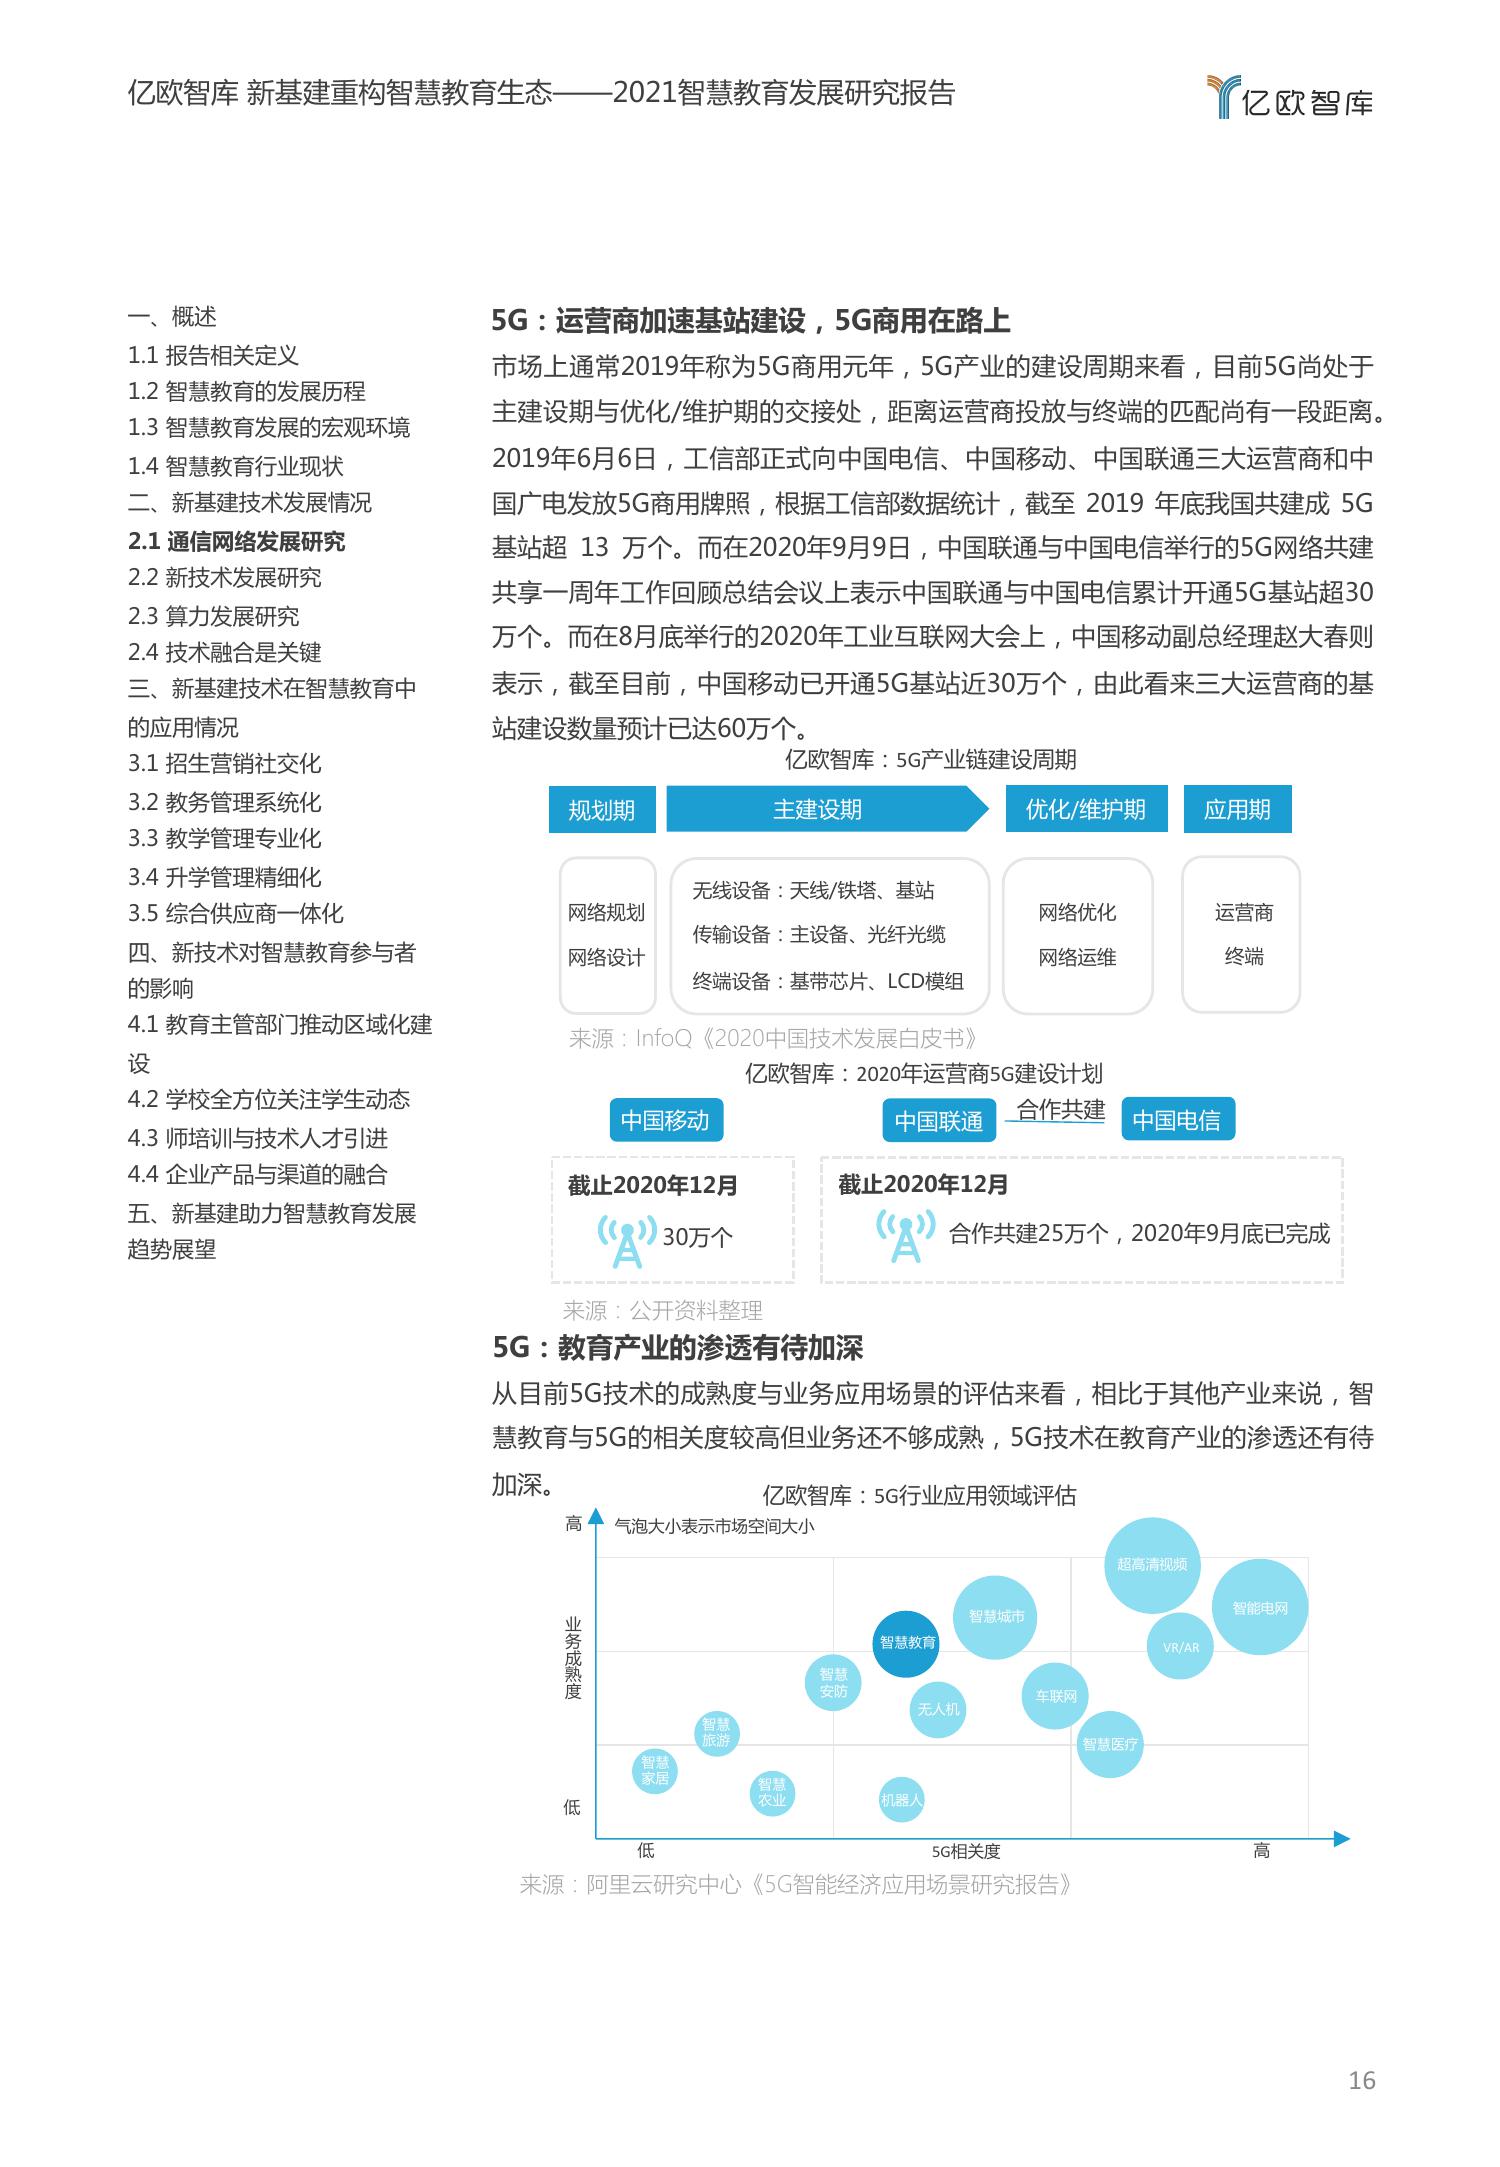 亿欧智库 新基建重构智慧教育生态——2021智慧教育发展研究报告
亿欧智库
一、概述
1.1 报告相关定义
1.2 智慧教育的发展历程
1.3 智慧教育发展的宏观环境
1.4 智慧教育行业现状
二、新基建技术发展情况
2.1 通信网络发展研究
2.2 新技术发展研究
2.3 算力发展研究
2.4 技术融合是关键
三、新基建技术在智慧教育中
的应用情况
3.1 招生营销社交化
3.2 教务管理系统化
3.3 教学管理专业化
3.4 升学管理精细化
3.5 综合供应商一体化
四、新技术对智慧教育参与者
的影响
4.1 教育主管部门推动区域化建
设
4.2 学校全方位关注学生动态
4.3 师培训与技术人才引进
4.4 企业产品与渠道的融合
五、新基建助力智慧教育发展
趋势展望
5G：运营商加速基站建设，5G商用在路上
市场上通常2019年称为5G商用元年，5G产业的建设周期来看，目前5G尚处于
主建设期与优化/维护期的交接处，距离运营商投放与终端的匹配尚有一段距离。
2019年6月6日，工信部正式向中国电信、中国移动、中国联通三大运营商和中
国广电发放5G商用牌照，根据工信部数据统计，截至 2019 年底我国共建成 5G
基站超 13 万个。而在2020年9月9日，中国联通与中国电信举行的5G网络共建
共享一周年工作回顾总结会议上表示中国联通与中国电信累计开通5G基站超30
万个。而在8月底举行的2020年工业互联网大会上，中国移动副总经理赵大春则
表示，截至目前，中国移动已开通5G基站近30万个，由此看来三大运营商的基
站建设数量预计已达60万个。
亿欧智库：5G产业链建设周期
规划期
主建设期
优化/维护期
应用期
网络规划
网络设计
无线设备：天线/铁塔、基站
传输设备：主设备、光纤光缆
终端设备：基带芯片、LCD模组
网络优化
网络运维
运营商
终端
来源：InfoQ《2020中国技术发展白皮书》
亿欧智库：2020年运营商5G建设计划
中国移动
中国联通
合作共建
中国电信
截止2020年12月
30万个
截止2020年12月
合作共建25万个，2020年9月底已完成
来源：公开资料整理
5G：教育产业的渗透有待加深
从目前5G技术的成熟度与业务应用场景的评估来看，相比于其他产业来说，智
慧教育与5G的相关度较高但业务还不够成熟，5G技术在教育产业的渗透还有待
加深。
亿欧智库：5G行业应用领域评估
高
气泡大小表示市场空间大小
业务成熟度
低
超高清视频
智能电网
智慧城市
智慧教育
VR/AR
智慧
安防
车联网
无人机
智慧
旅游
智慧医疗
智慧
家居
智慧
农业
机器人
低
5G相关度
高
来源：阿里云研究中心《5G智能经济应用场景研究报告》
16